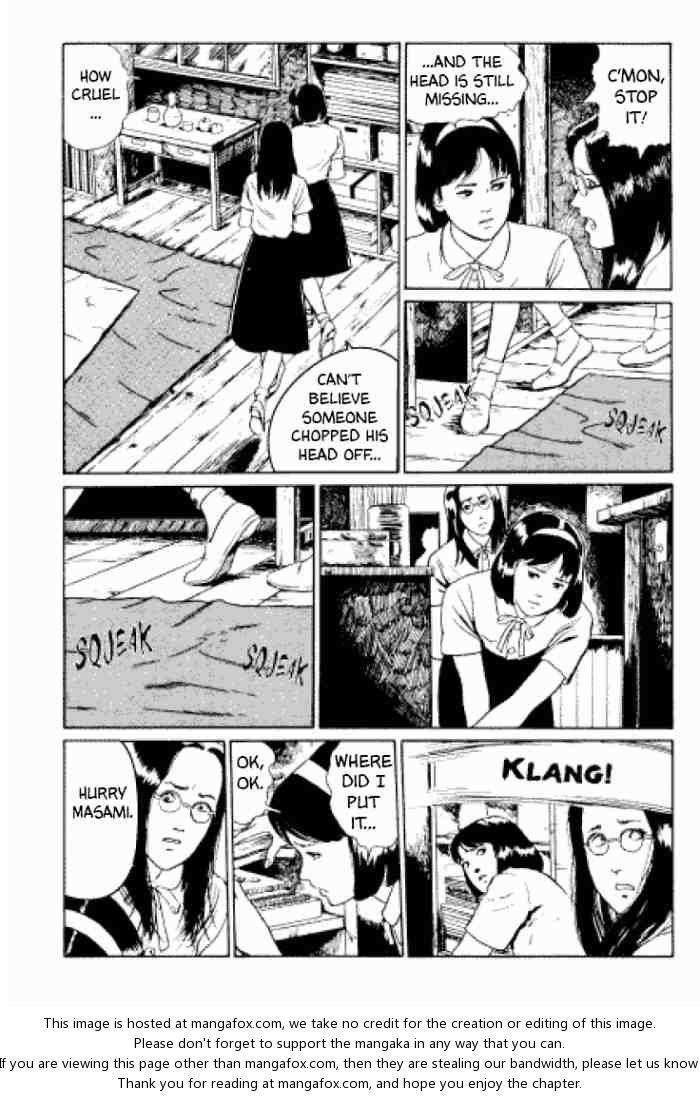 HOW
CRUEL
...
CAN'T
BELIEVE
SOMEONE
CHOPPED HIS
HEAD OFF...
...AND THE
HEAD IS STILL
MISSING...
C'MON,
STOP
IT!
SQUEAK
SQUEAK
SQUEAK
SQUEAK
HURRY
MASAMI.
OK,
OK.
WHERE
DID I
PUT
IT...
KLANG!
This image is hosted at mangafox.com, we take no credit for the creation or editing of this image.
Please don't forget to support the mangaka in any way that you can.
If you are viewing this page other than mangafox.com, then they are stealing our bandwidth, please let us know
Thank you for reading at mangafox.com, and hope you enjoy the chapter.